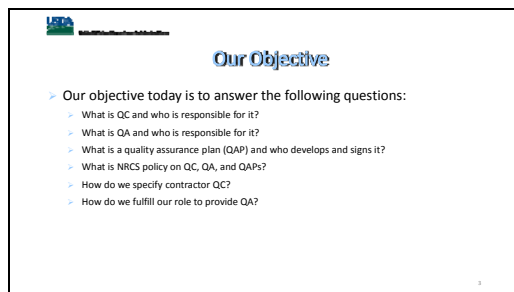 USDA
Our Objective
Our objective today is to answer the following questions:
What is QC and who is responsible for it?
What is QA and who is responsible for it?
What is a quality assurance plan (QAP) and who develops and signs it?
What is NRCS policy on QC, QA, and QAPs?
How do we specify contractor QC?
How do we fulfill our role to provide QA?
3